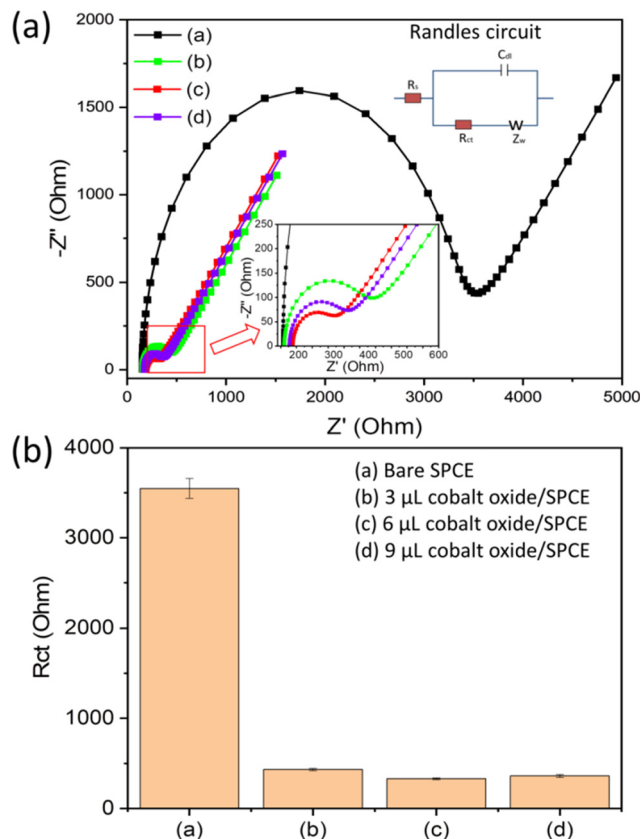 (a)
2000
1500
1000
500
0
-Z″ (Ohm)
(a)
(b)
(c)
(d)
Randles circuit
Cdl
Rs
Rct
Zw
250
200
150
100
50
0
-Z″ (Ohm)
200 300 400 500 600
Z' (Ohm)
0 1000 2000 3000 4000 5000
Z' (Ohm)
(b)
4000
3000
2000
1000
0
Rct (Ohm)
(a) Bare SPCE
(b) 3 µL cobalt oxide/SPCE
(c) 6 µL cobalt oxide/SPCE
(d) 9 µL cobalt oxide/SPCE
(a) (b) (c) (d)